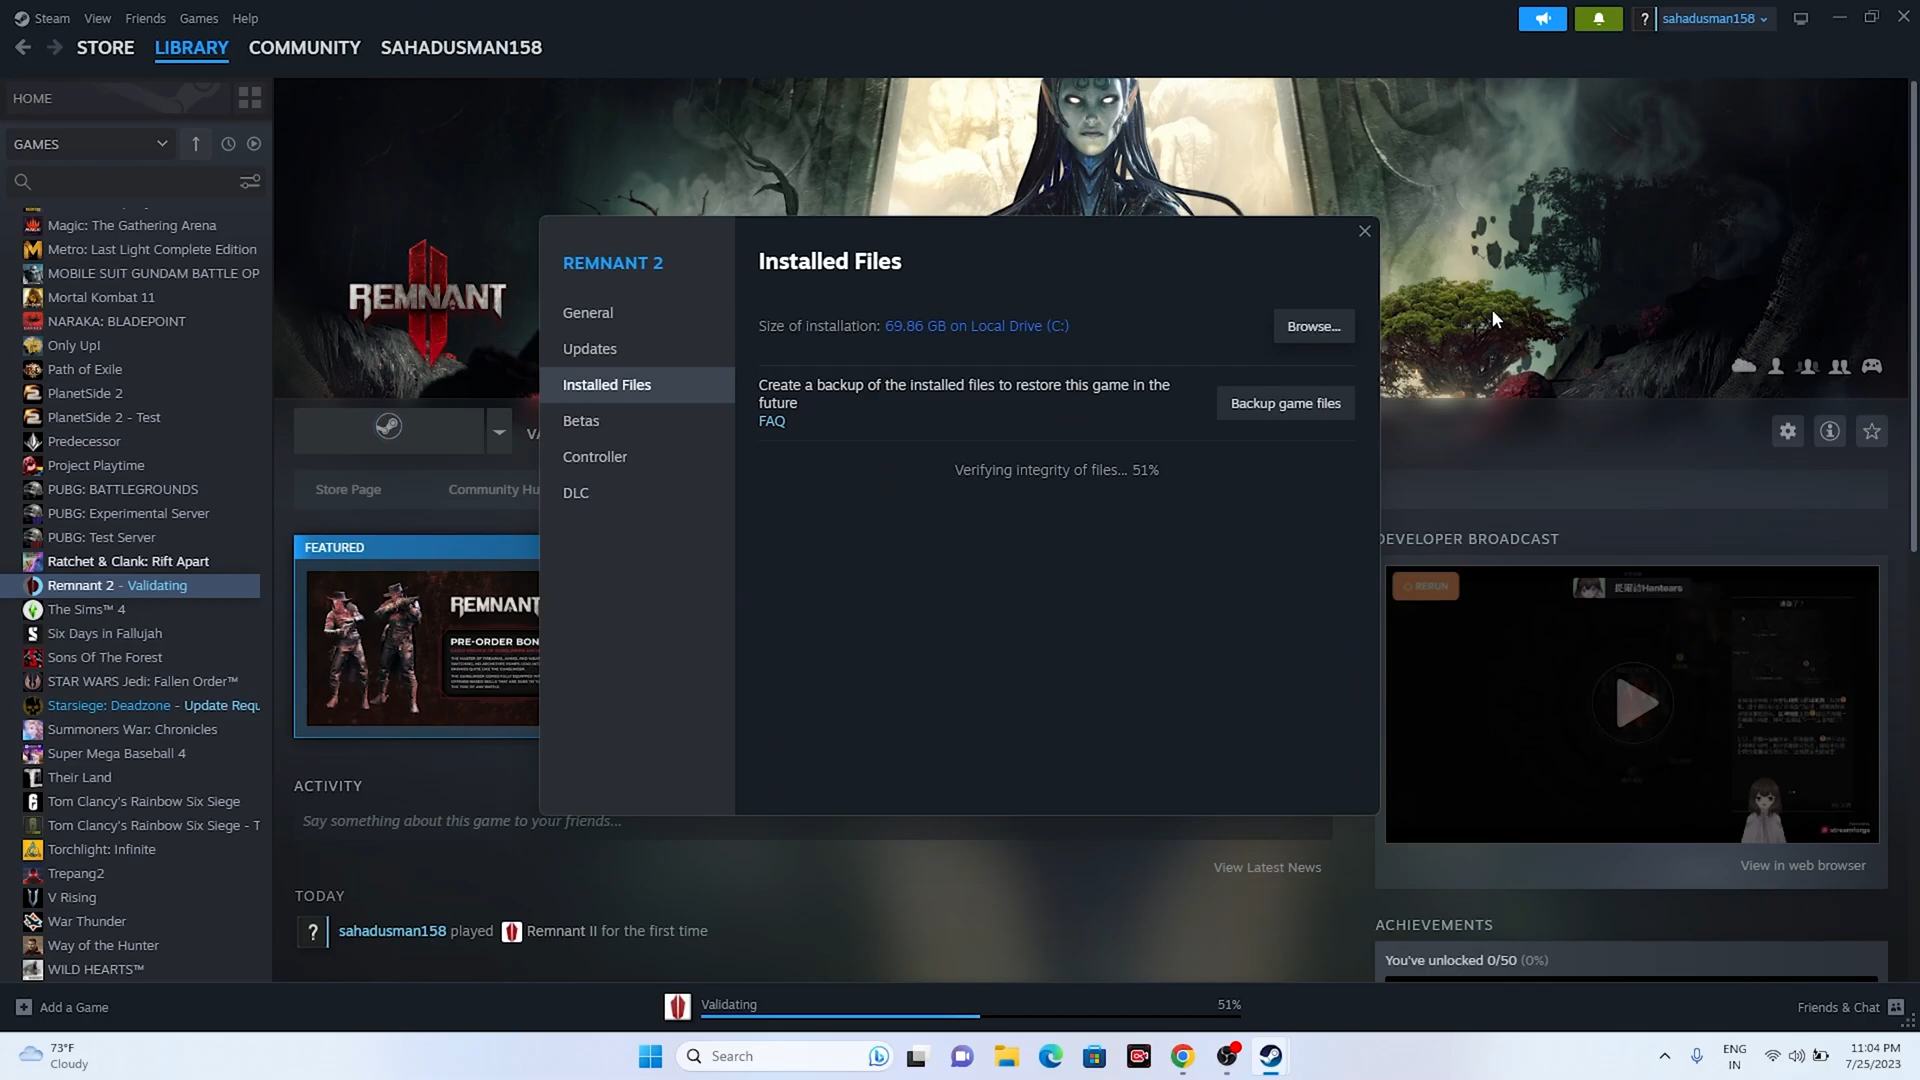 Steam View Friends Games Help
sahadusman158
STORE LIBRARY COMMUNITY SAHADUSMAN158
HOME
GAMES
Magic: The Gathering Arena
Metro: Last Light Complete Edition
MOBILE SUIT GUNDAM BATTLE OP
Mortal Kombat 11
NARAKA: BLADEPOINT
Only Up!
Path of Exile
PlanetSide 2
PlanetSide 2 - Test
Predecessor
Project Playtime
PUBG: BATTLEGROUNDS
PUBG: Experimental Server
PUBG: Test Server
Ratchet & Clank: Rift Apart
Remnant 2 - Validating
The Sims™ 4
Six Days in Fallujah
Sons Of The Forest
STAR WARS Jedi: Fallen Order™
Starsiege: Deadzone - Update Requ
Summoners War: Chronicles
Super Mega Baseball 4
Their Land
Tom Clancy's Rainbow Six Siege
Tom Clancy's Rainbow Six Siege - T
Torchlight: Infinite
Trepang2
V Rising
War Thunder
Way of the Hunter
WILD HEARTS™
Add a Game
REMNANT
VA
Store Page Community Hu
FEATURED
REMNANT
PRE-ORDER BON
ACTIVITY
Say something about this game to your friends...
View Latest News
TODAY
sahadusman158 played Remnant II for the first time
REMNANT 2
General
Updates
Installed Files
Betas
Controller
DLC
Installed Files
Size of installation: 69.86 GB on Local Drive (C:)
Browse...
Create a backup of the installed files to restore this game in the
future
FAQ
Backup game files
Verifying integrity of files... 51%
DEVELOPER BROADCAST
RERUN
View in web browser
ACHIEVEMENTS
You've unlocked 0/50 (0%)
Validating 51%
Friends & Chat
73°F
Cloudy
Search
ENG
IN
11:04 PM
7/25/2023